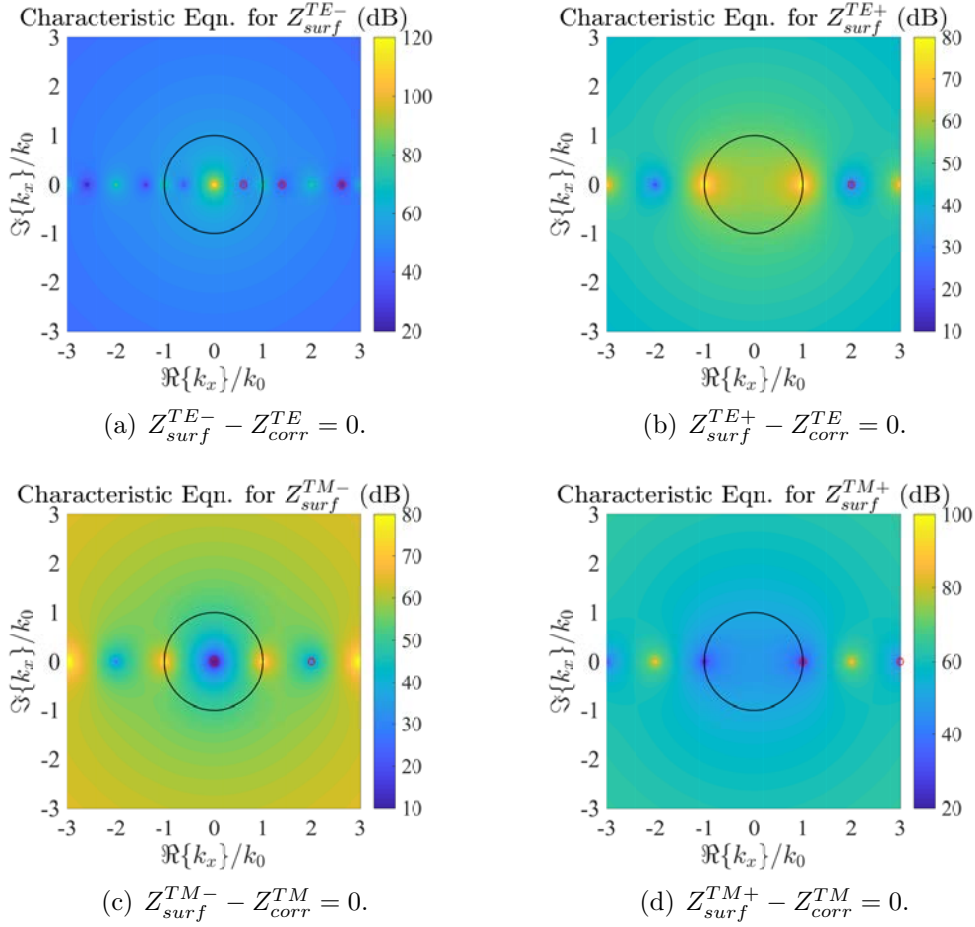 Characteristic Eqn. for $Z_{surf}^{TE-}$ (dB)
3
2
1
0
-1
-2
-3
-3 -2 -1 0 1 2 3
ℑ{k_x}/k_0
ℜ{k_x}/k_0
120
100
80
60
40
20
(a) $Z_{surf}^{TE-} - Z_{corr}^{TE} = 0.$
Characteristic Eqn. for $Z_{surf}^{TE+}$ (dB)
3
2
1
0
-1
-2
-3
-3 -2 -1 0 1 2 3
ℑ{k_x}/k_0
ℜ{k_x}/k_0
80
70
60
50
40
30
20
10
(b) $Z_{surf}^{TE+} - Z_{corr}^{TE} = 0.$
Characteristic Eqn. for $Z_{surf}^{TM-}$ (dB)
3
2
1
0
-1
-2
-3
-3 -2 -1 0 1 2 3
ℑ{k_x}/k_0
ℜ{k_x}/k_0
80
70
60
50
40
30
20
10
(c) $Z_{surf}^{TM-} - Z_{corr}^{TM} = 0.$
Characteristic Eqn. for $Z_{surf}^{TM+}$ (dB)
3
2
1
0
-1
-2
-3
-3 -2 -1 0 1 2 3
ℑ{k_x}/k_0
ℜ{k_x}/k_0
100
80
60
40
20
(d) $Z_{surf}^{TM+} - Z_{corr}^{TM} = 0.$